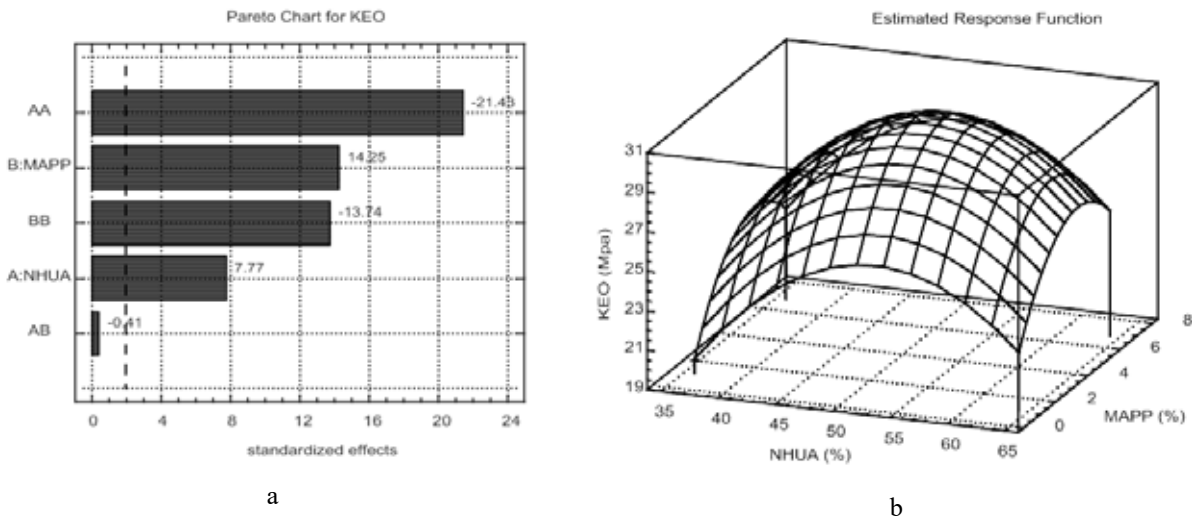 Pareto Chart for KEO
AA
B:MAPP
BB
A:NHUA
AB
-21.43
14.25
-13.74
7.77
-0.41
0 4 8 12 16 20 24
standardized effects
a
Estimated Response Function
KEO (Mpa)
31
29
27
25
23
21
19
35 40 45 50 55 60 65
NHUA (%)
0 2 4 6 8
MAPP (%)
b